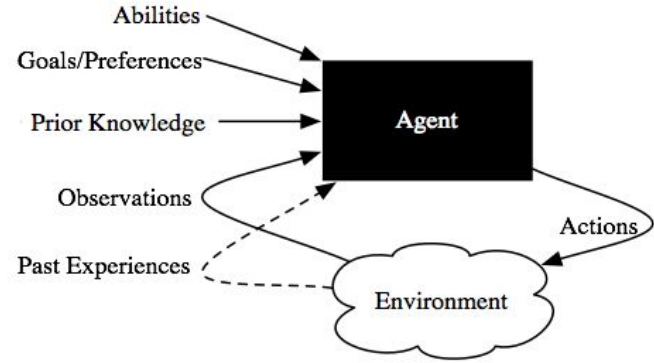 Abilities
Goals/Preferences
Prior Knowledge
Agent
Observations
Actions
Past Experiences
Environment